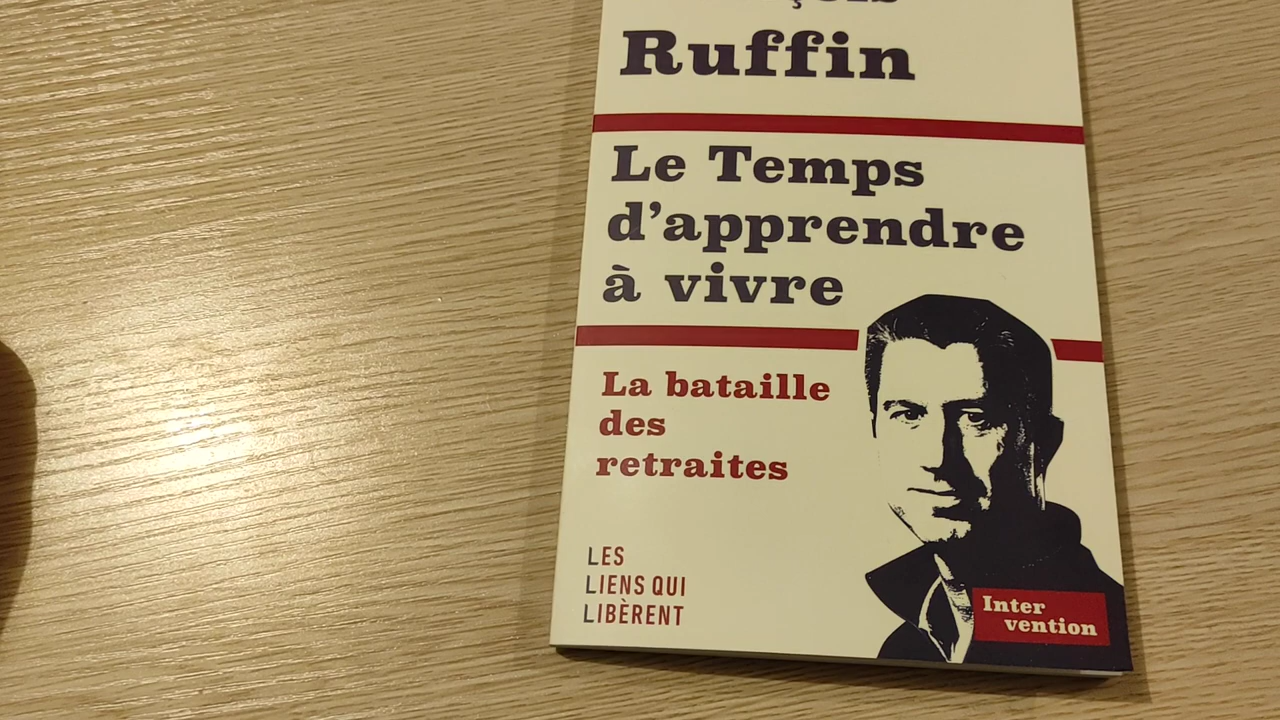 Ruffin
Le Temps
d'apprendre
à vivre
La bataille
des
retraites
LES
LIENS QUI
LIBÈRENT
Inter
vention